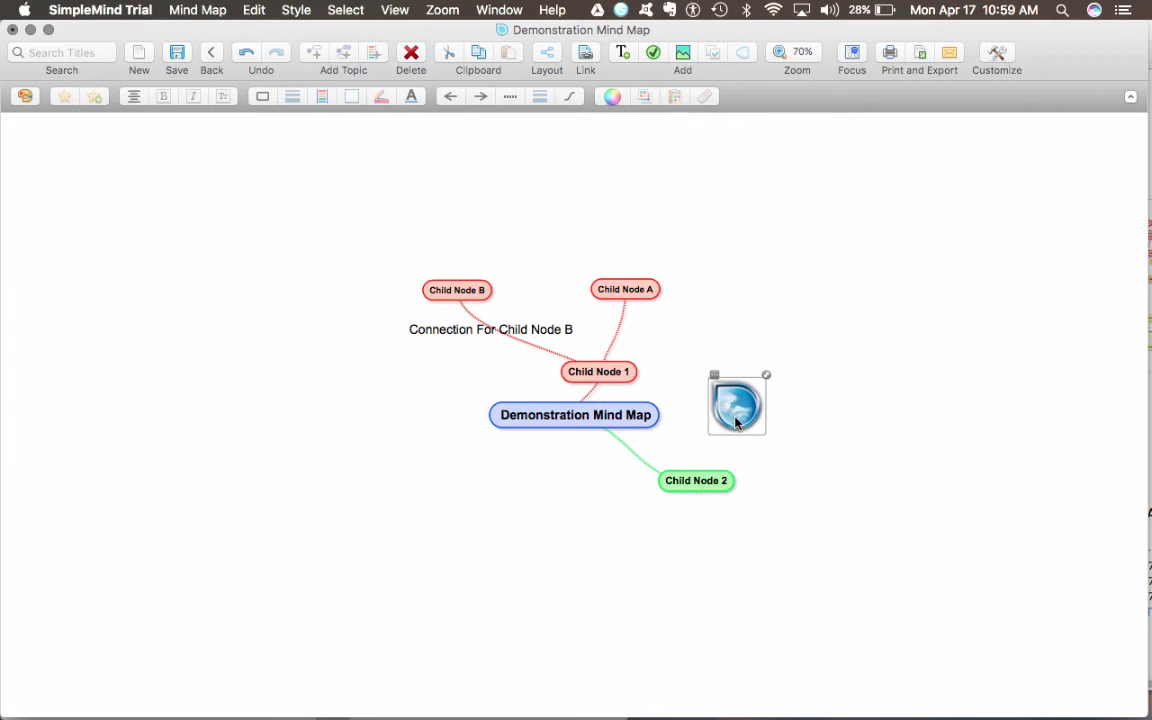 SimpleMind Trial Mind Map Edit Style Select View Zoom Window Help 28% Mon Apr 17 10:59 AM
Demonstration Mind Map
Search Titles T 70%
Search New Save Back Undo Add Topic Delete Clipboard Layout Link Add Zoom Focus Print and Export Customize
B I Tr A
Child Node B Child Node A
Connection For Child Node B
Child Node 1
Demonstration Mind Map
Child Node 2